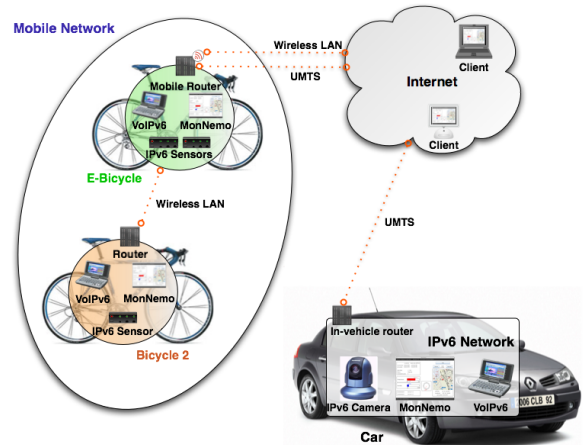 Mobile Network
Wireless LAN
UMTS
Internet
Client
Client
Mobile Router
VoIPv6
MonNemo
IPv6 Sensors
E-Bicycle
Wireless LAN
UMTS
Router
VoIPv6
MonNemo
IPv6 Sensor
Bicycle 2
In-vehicle router
IPv6 Network
IPv6 Camera
MonNemo
VoIPv6
Car